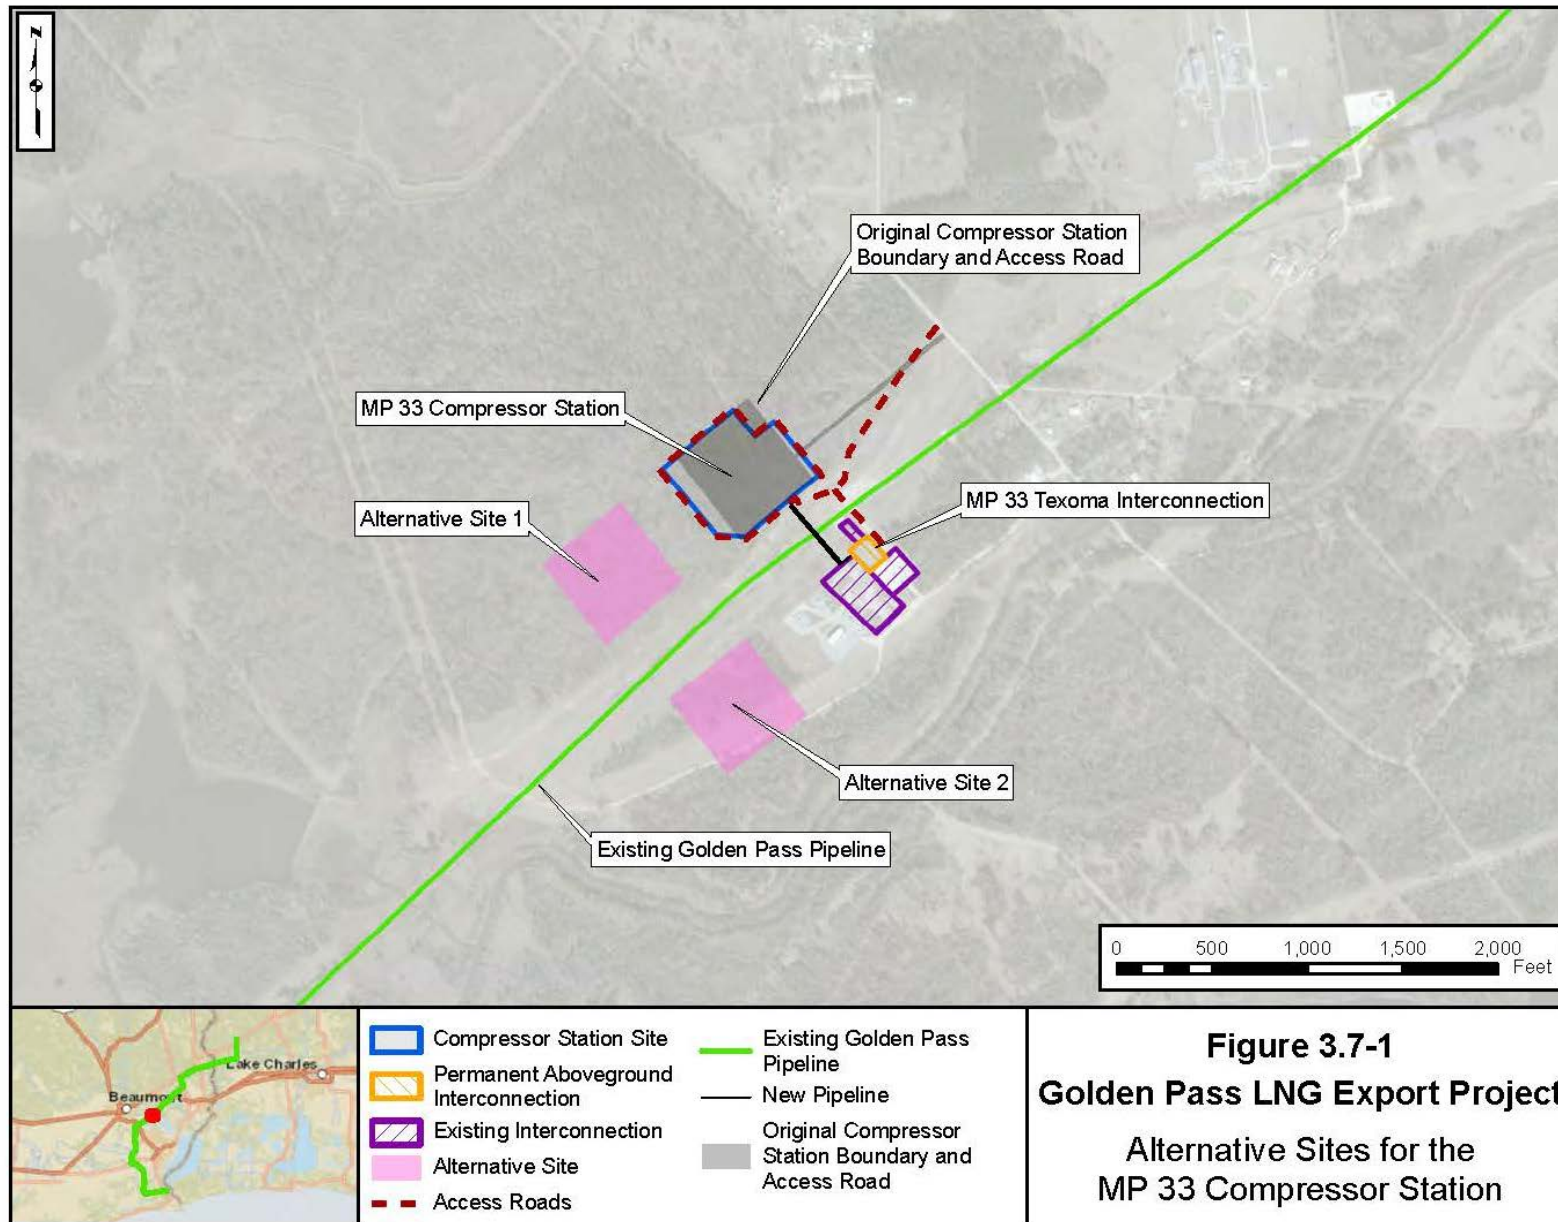 N
Original Compressor Station
Boundary and Access Road
MP 33 Compressor Station
MP 33 Texoma Interconnection
Alternative Site 1
Alternative Site 2
Existing Golden Pass Pipeline
0 500 1,000 1,500 2,000
Feet
Lake Charles
Beaumont
Compressor Station Site
Permanent Aboveground
Interconnection
Existing Interconnection
Alternative Site
Access Roads
Existing Golden Pass
Pipeline
New Pipeline
Original Compressor
Station Boundary and
Access Road
Figure 3.7-1
Golden Pass LNG Export Project
Alternative Sites for the
MP 33 Compressor Station